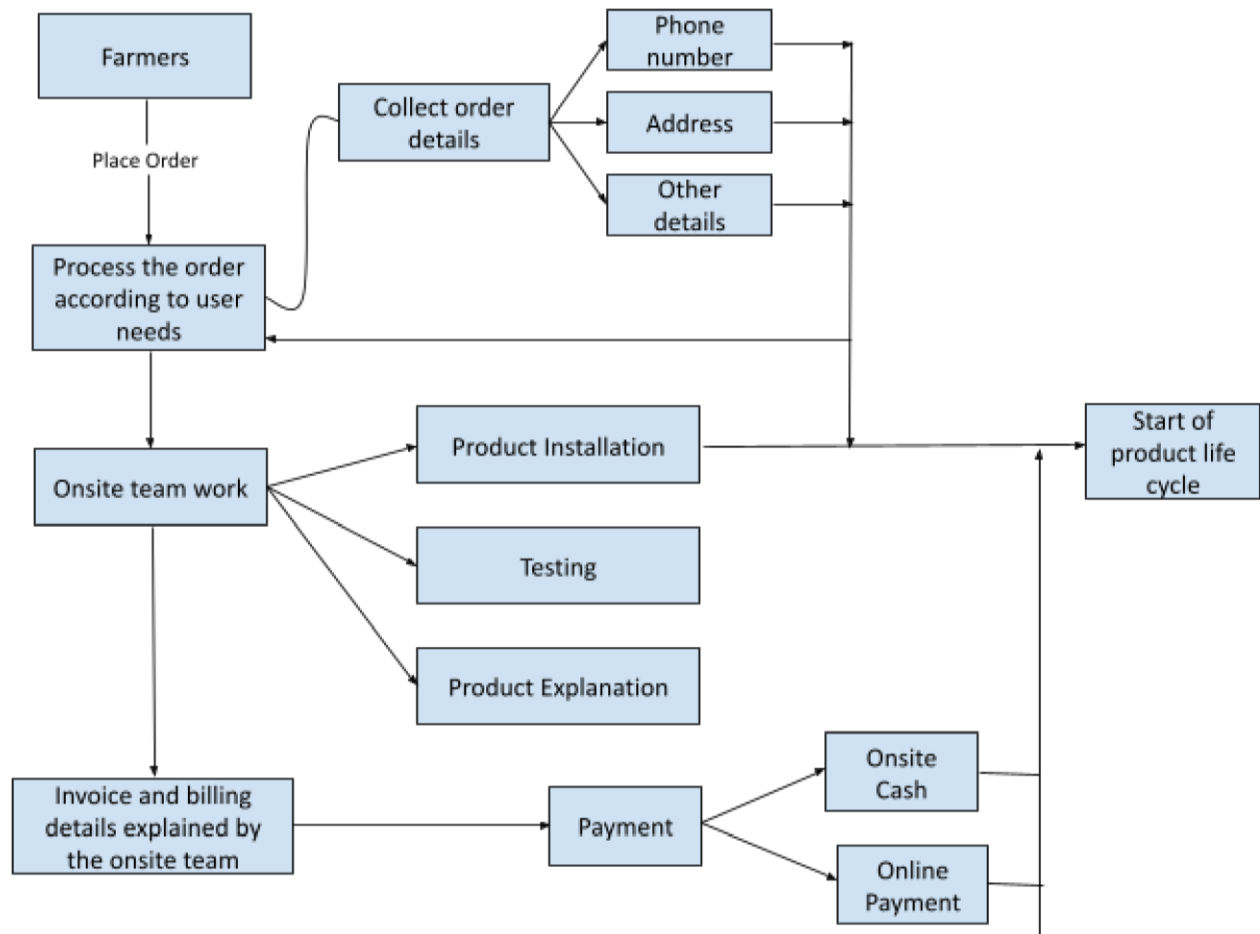 Farmers
Place Order
Process the order
according to user
needs
Collect order
details
Phone
number
Address
Other
details
Onsite team work
Product Installation
Testing
Product Explanation
Start of
product life
cycle
Invoice and billing
details explained by
the onsite team
Payment
Onsite
Cash
Online
Payment